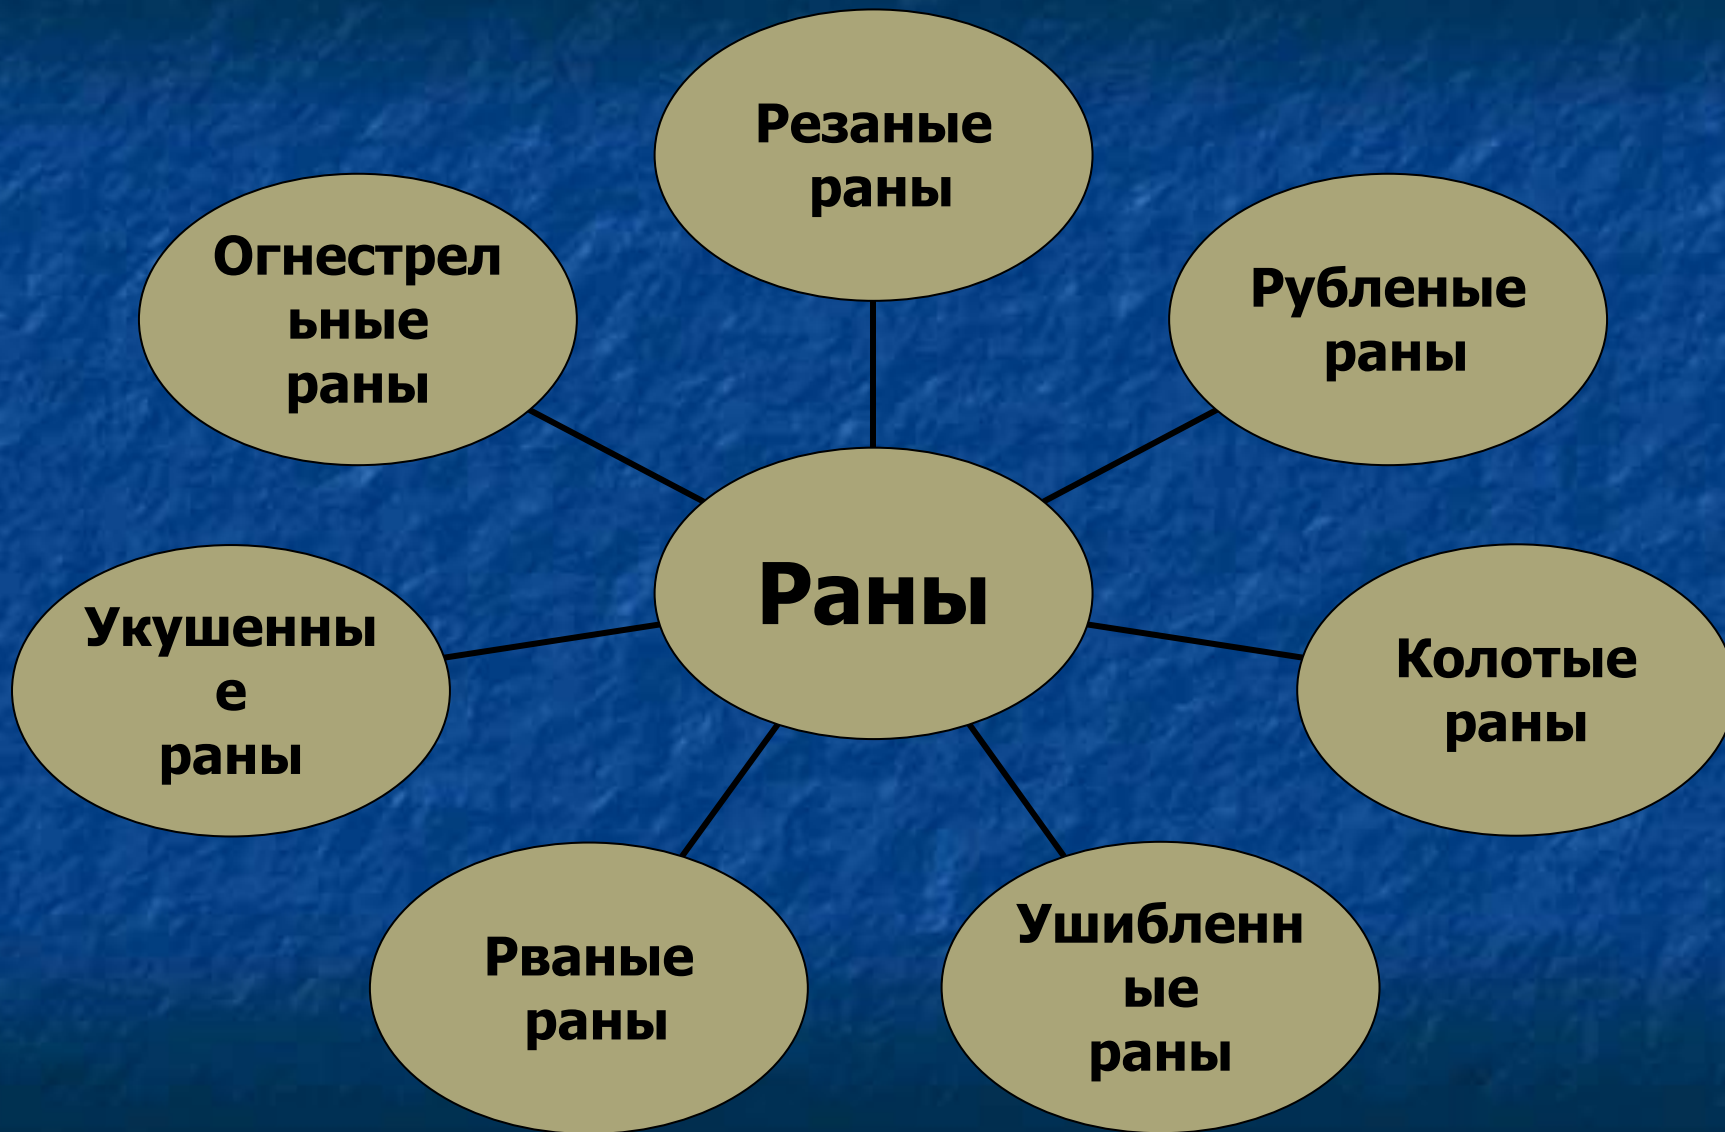 Резаные
раны
Огнестрел
ьные
раны
Рубленые
раны
Раны
Укушенны
е
раны
Колотые
раны
Рваные
раны
Ушибленн
ые
раны